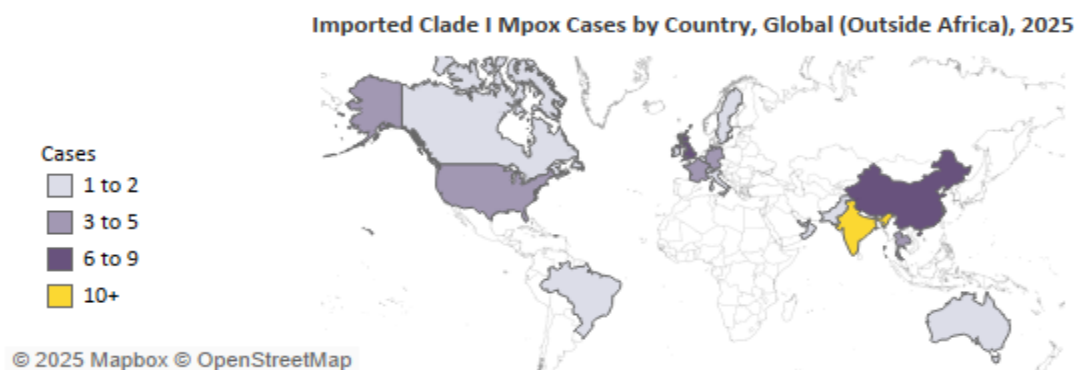 Imported Clade I Mpox Cases by Country, Global (Outside Africa), 2025
Cases
1 to 2
3 to 5
6 to 9
10+
© 2025 Mapbox © OpenStreetMap